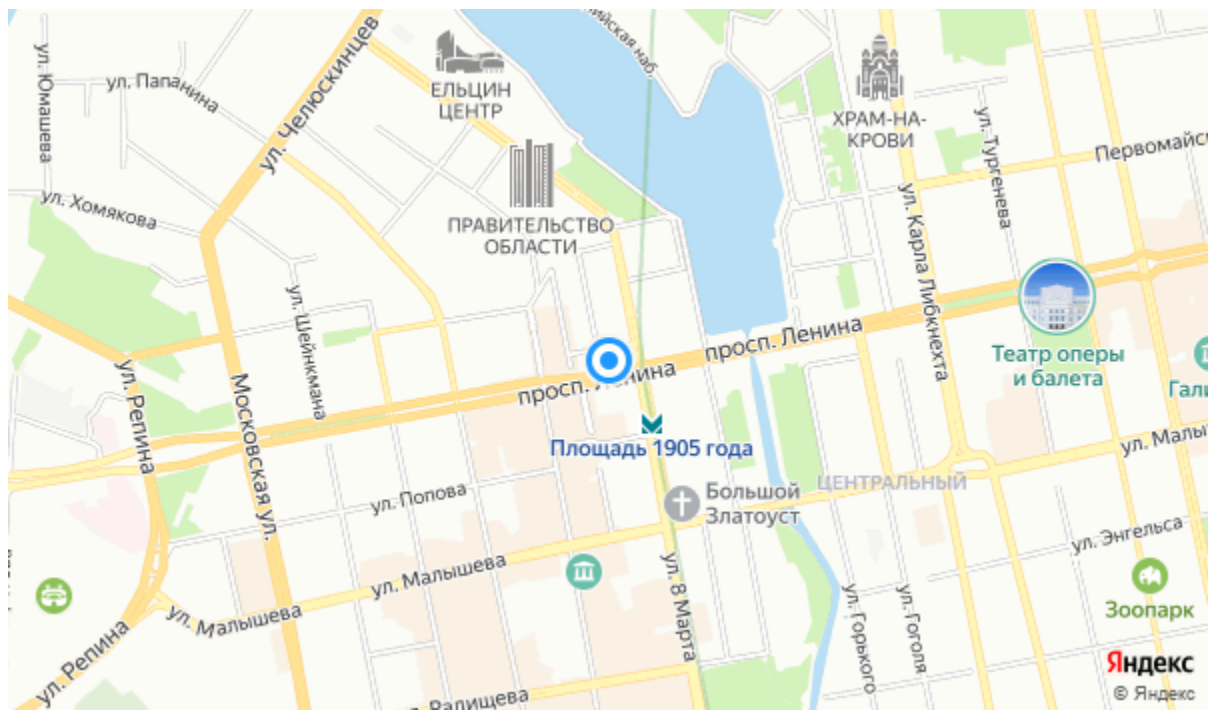 ул. Юмашева
ул. Папанина
ул. Челюскинцев
ЕЛЬЦИН
ЦЕНТР
наб.
ХРАМ-НА-
КРОВИ
ул. Тургенева
Первомайс
ул. Хомякова
ПРАВИТЕЛЬСТВО
ОБЛАСТИ
ул. Карла Либкнехта
ул. Шейнкмана
просп. Ленина
просп. Ленина
Театр оперы
и балета
Гали
ул. Репина
Московская ул.
Площадь 1905 года
ул. Малы
ЦЕНТРАЛЬНЫЙ
Большой
Златоуст
ул. Попова
ул. Энгельса
ул. Малышева
ул. 8 Марта
ул. Малышева
ул. Горького
ул. Гоголя
Зоопарк
ул. Репина
Яндекс
© Яндекс